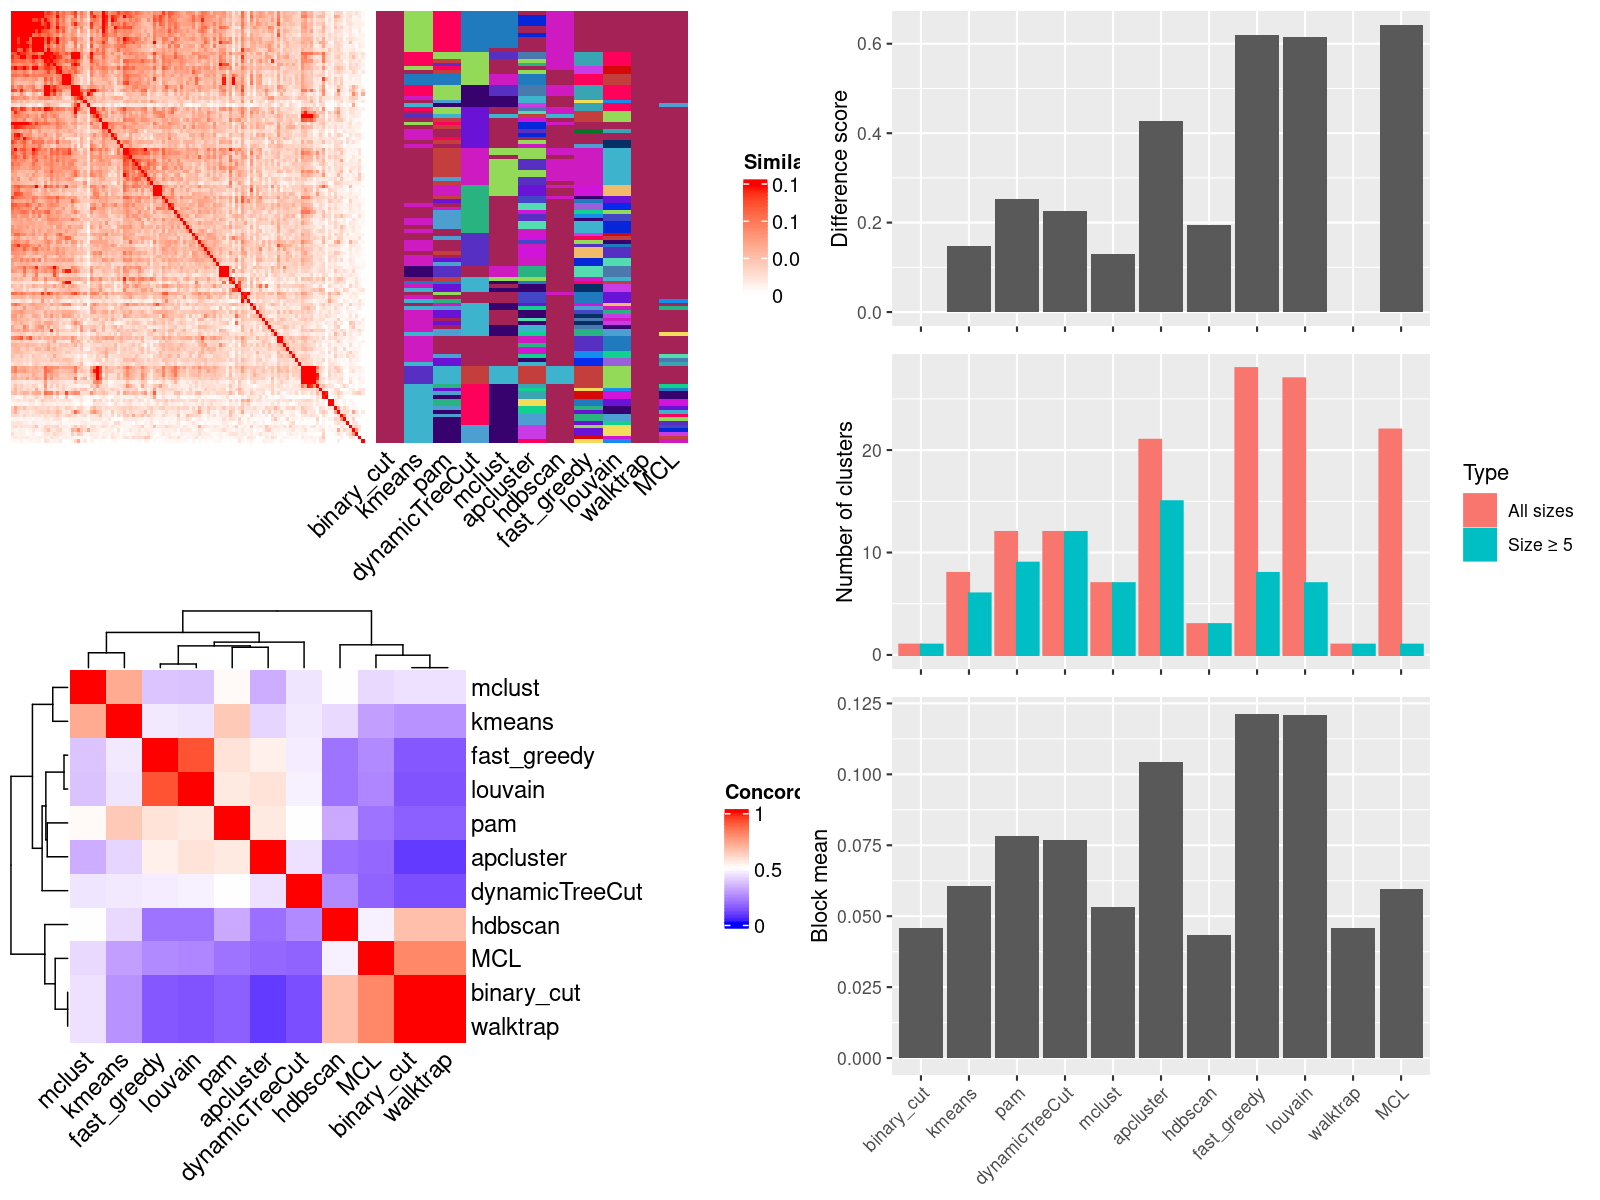 Simila
0.1
0.1
0.0
0
binary_cut
kmeans
pam
dynamicTreeCut
mclust
apcluster
hdbscan
fast_greedy
louvain
walktrap
MCL
mclust
kmeans
fast_greedy
louvain
pam
apcluster
dynamicTreeCut
hdbscan
MCL
binary_cut
walktrap
mclust
kmeans
fast_greedy
louvain
pam
apcluster
dynamicTreeCut
hdbscan
MCL
binary_cut
walktrap
Concord
1
0.5
0
Difference score
0.6
0.4
0.2
0.0
Number of clusters
20
10
0
Type
All sizes
Size ≥ 5
Block mean
0.125
0.100
0.075
0.050
0.025
0.000
binary_cut
kmeans
pam
dynamicTreeCut
mclust
apcluster
hdbscan
fast_greedy
louvain
walktrap
MCL